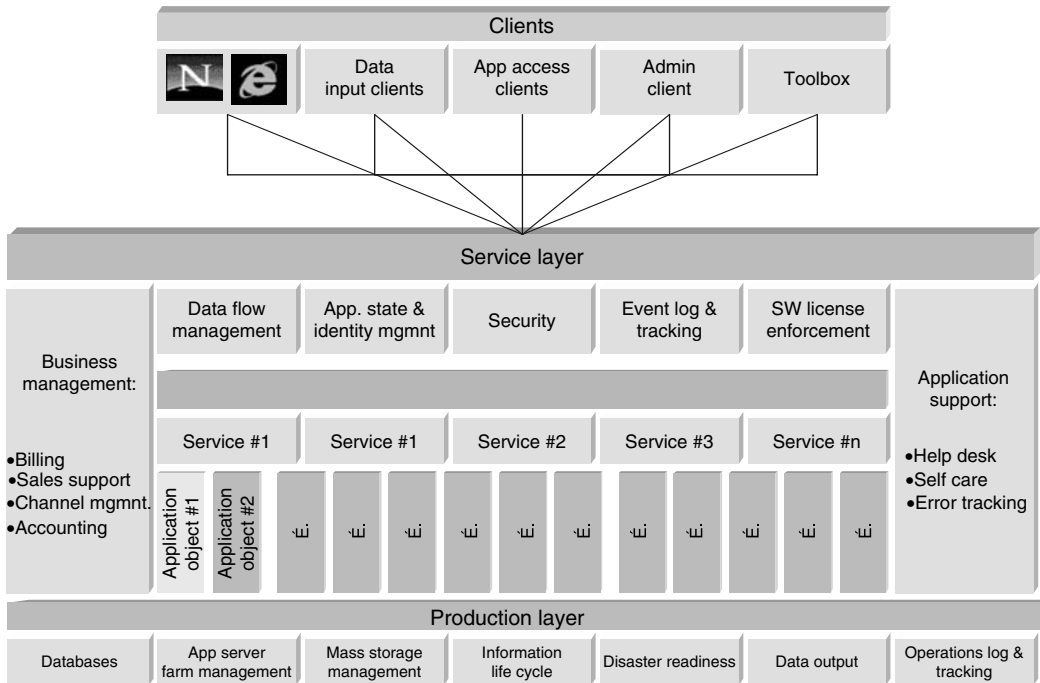 Clients
N e
Data
input clients
App access
clients
Admin
client
Toolbox
Service layer
Business
management:
•Billing
•Sales support
•Channel mgmnt.
•Accounting
Data flow
management
App. state &
identity mgmnt
Security
Event log &
tracking
SW license
enforcement
Service #1
Service #1
Service #2
Service #3
Service #n
Application
object #1
Application
object #2
É.
É.
É.
É.
É.
É.
É.
É.
É.
É.
É.
Application
support:
•Help desk
•Self care
•Error tracking
Production layer
Databases
App server
farm management
Mass storage
management
Information
life cycle
Disaster readiness
Data output
Operations log &
tracking